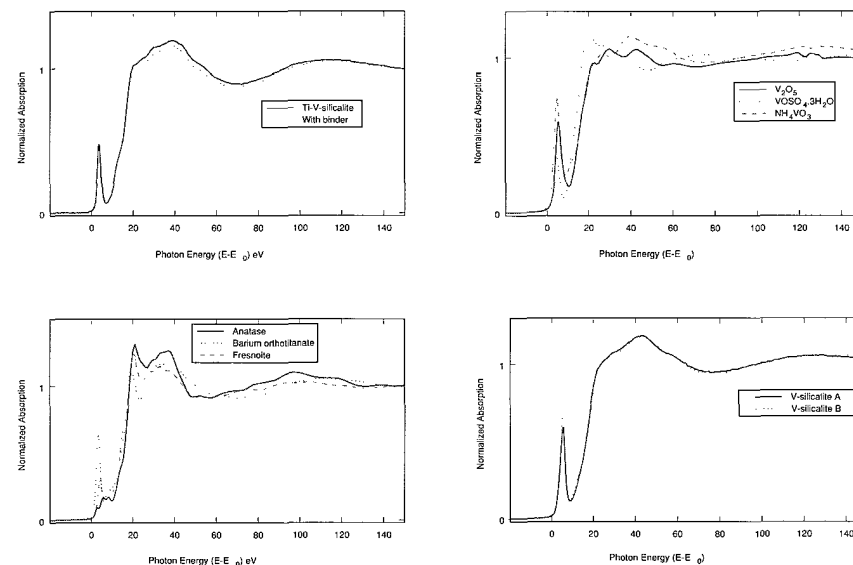 1
Normalized Absorption
Ti-V-silicalite
With binder
0
0 20 40 60 80 100 120 140
Photon Energy (E-E 0) eV
1
Normalized Absorption
V2O5
VOSO4.3H2O
NH4VO3
0
0 20 40 60 80 100 120 140
Photon Energy (E-E 0)
Anatase
Barium orthotitanate
Fresnoite
1
Normalized Absorption
0
0 20 40 60 80 100 120 140
Photon Energy (E-E 0) eV
1
Normalized Absorption
V-silicalite A
V-silicalite B
0
0 20 40 60 80 100 120 140
Photon Energy (E-E 0)